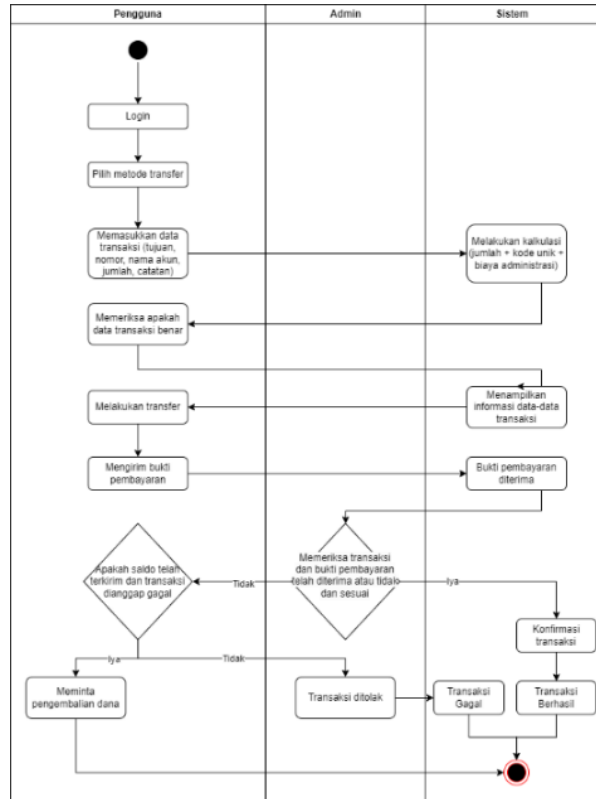 Pengguna
Admin
Sistem
Login
Pilih metode transfer
Memasukkan data
transaksi (tujuan,
nomor, nama akun,
jumlah, catatan)
Melakukan kalkulasi
(jumlah + kode unik +
biaya administrasi)
Memeriksa apakah
data transaksi benar
Menampilkan
informasi data-data
transaksi
Melakukan transfer
Mengirim bukti
pembayaran
Bukti pembayaran
diterima
Memeriksa transaksi
dan bukti pembayaran
telah diterima atau tidak
dan sesuai
Apakah saldo telah
terkirim dan transaksi
dianggap gagal
Tidak
Iya
Konfirmasi
transaksi
Iya
Tidak
Meminta
pengembalian dana
Transaksi ditolak
Transaksi
Gagal
Transaksi
Berhasil